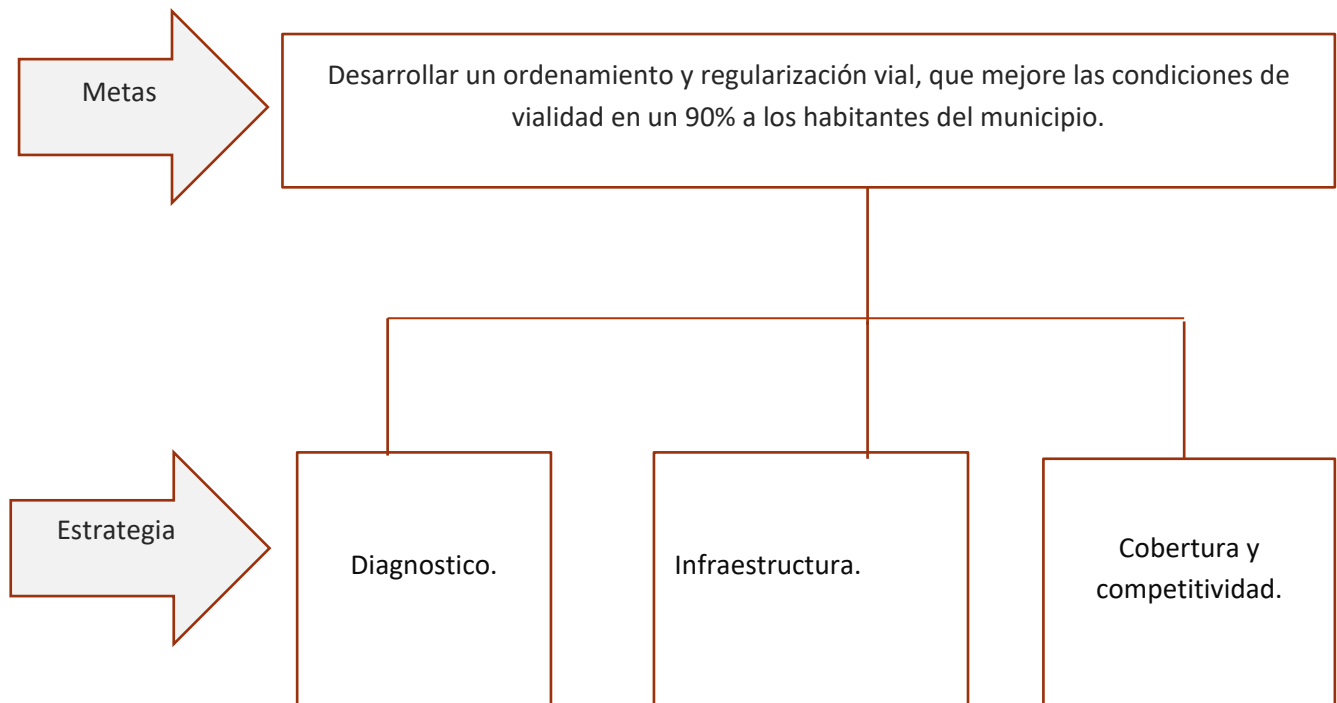 Metas
Desarrollar un ordenamiento y regularización vial, que mejore las condiciones de
vialidad en un 90% a los habitantes del municipio.
Estrategia
Diagnostico.
Infraestructura.
Cobertura y
competitividad.